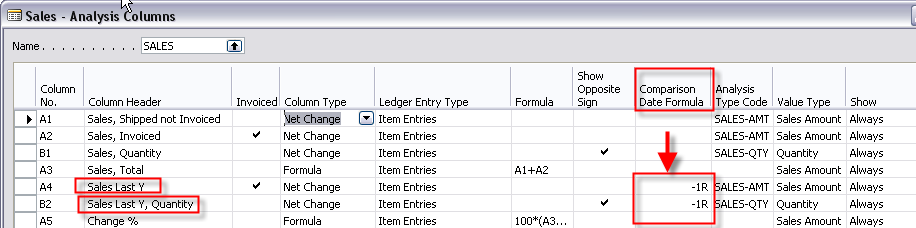 Sales - Analysis Columns
Name . . . . . . . . . . SALES
Column No. Column Header Invoiced Column Type Ledger Entry Type Formula Show Opposite Sign Comparison Date Formula Analysis Type Code Value Type Show
A1 Sales, Shipped not Invoiced Net Change Item Entries SALES-AMT Sales Amount Always
A2 Sales, Invoiced ✓ Net Change Item Entries SALES-AMT Sales Amount Always
B1 Sales, Quantity Net Change Item Entries ✓ SALES-QTY Quantity Always
A3 Sales, Total Formula Item Entries A1+A2 Sales Amount Always
A4 Sales Last Y ✓ Net Change Item Entries -1R SALES-AMT Sales Amount Always
B2 Sales Last Y, Quantity Net Change Item Entries ✓ -1R SALES-QTY Quantity Always
A5 Change % Formula Item Entries 100*(A3... Sales Amount Always